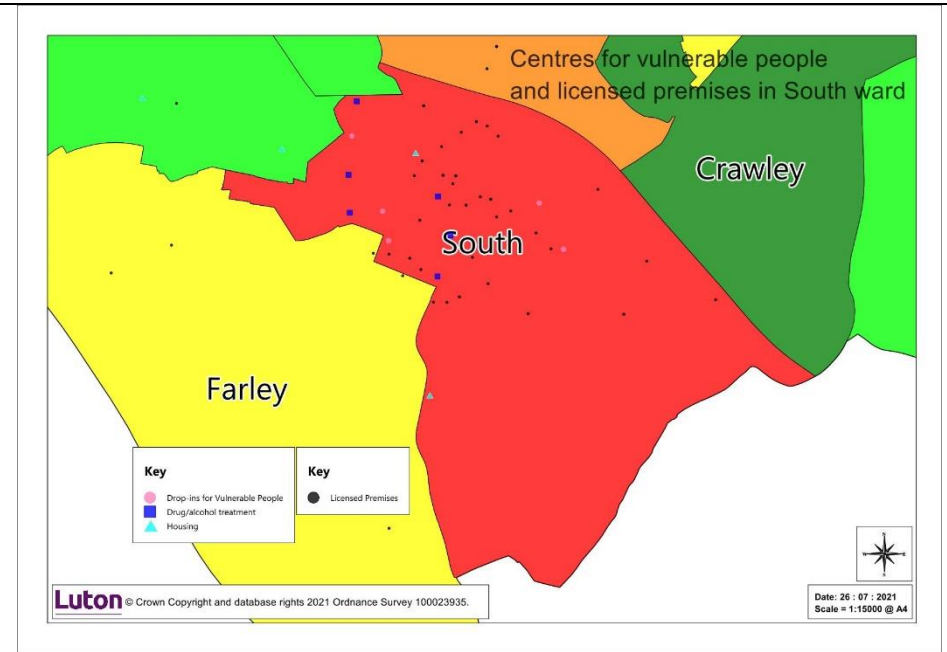 Centres for vulnerable people
and licensed premises in South ward
Crawley
South
Farley
Key
Drop-ins for Vulnerable People
Drug/alcohol treatment
Housing
Key
Licensed Premises
Luton © Crown Copyright and database rights 2021 Ordnance Survey 100023935.
Date: 26 : 07 : 2021
Scale = 1:15000 @ A4